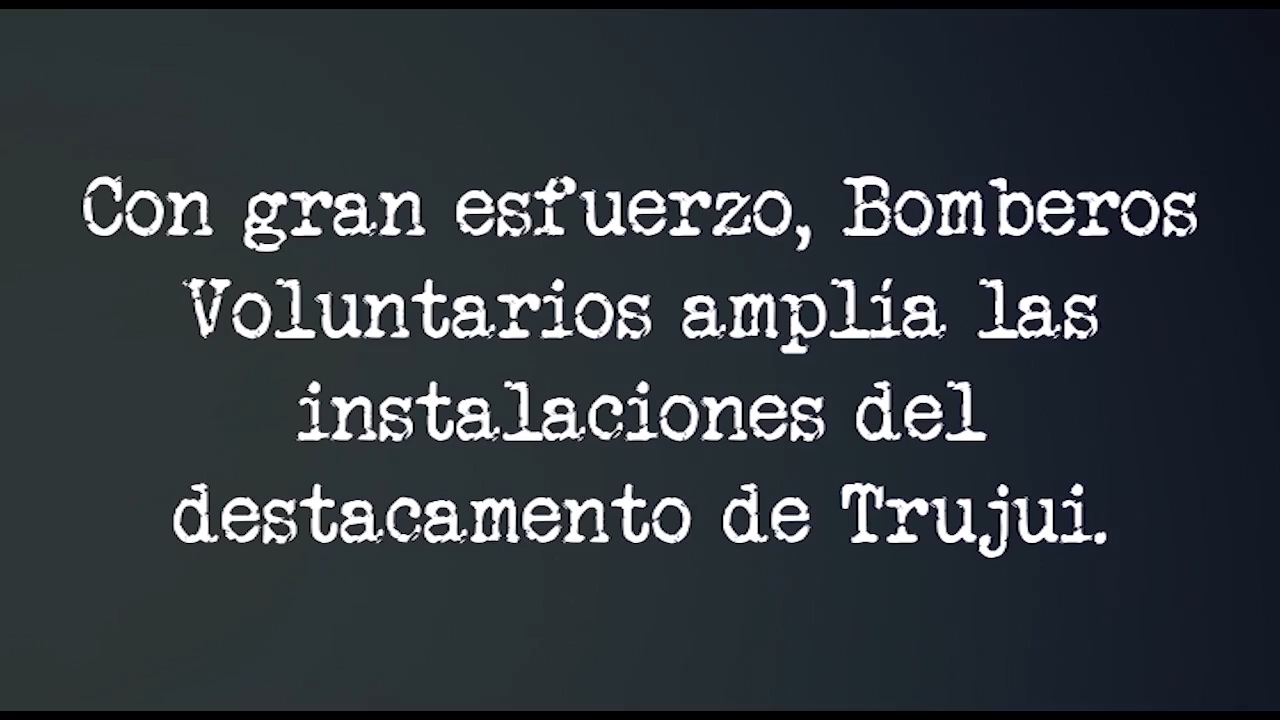 Con gran esfuerzo, Bomberos
Voluntarios amplía las
instalaciones del
destacamento de Trujui.